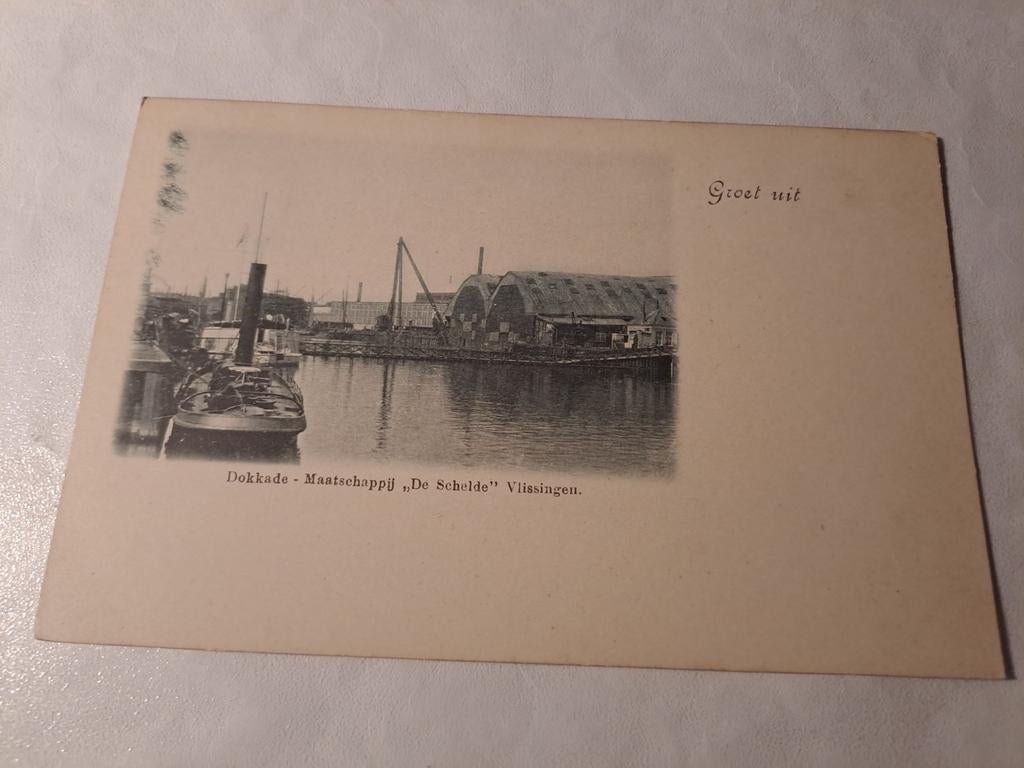 Groet uit
Dokkade - Maatschappij „De Schelde” Vlissingen.